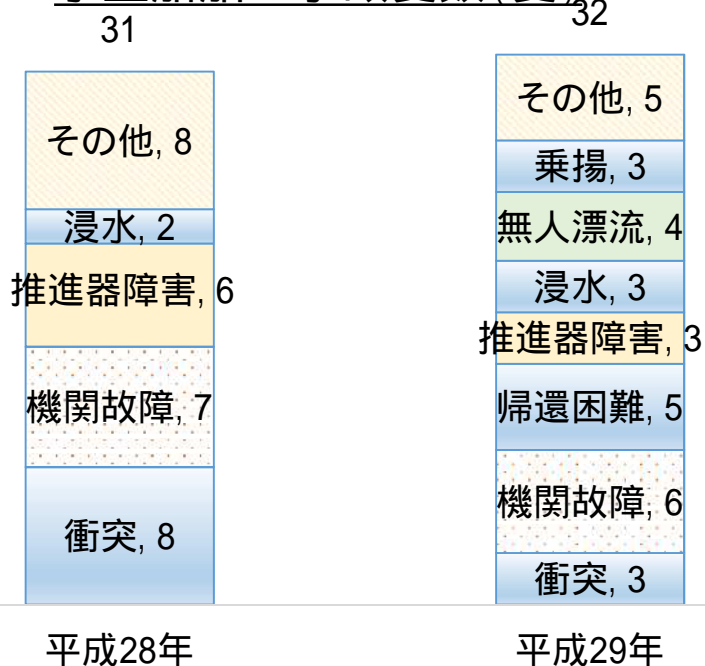 31
その他, 8
浸水, 2
推進器障害, 6
機関故障, 7
衝突, 8
平成28年
32
その他, 5
乗揚, 3
無人漂流, 4
浸水, 3
推進器障害, 3
帰還困難, 5
機関故障, 6
衝突, 3
平成29年